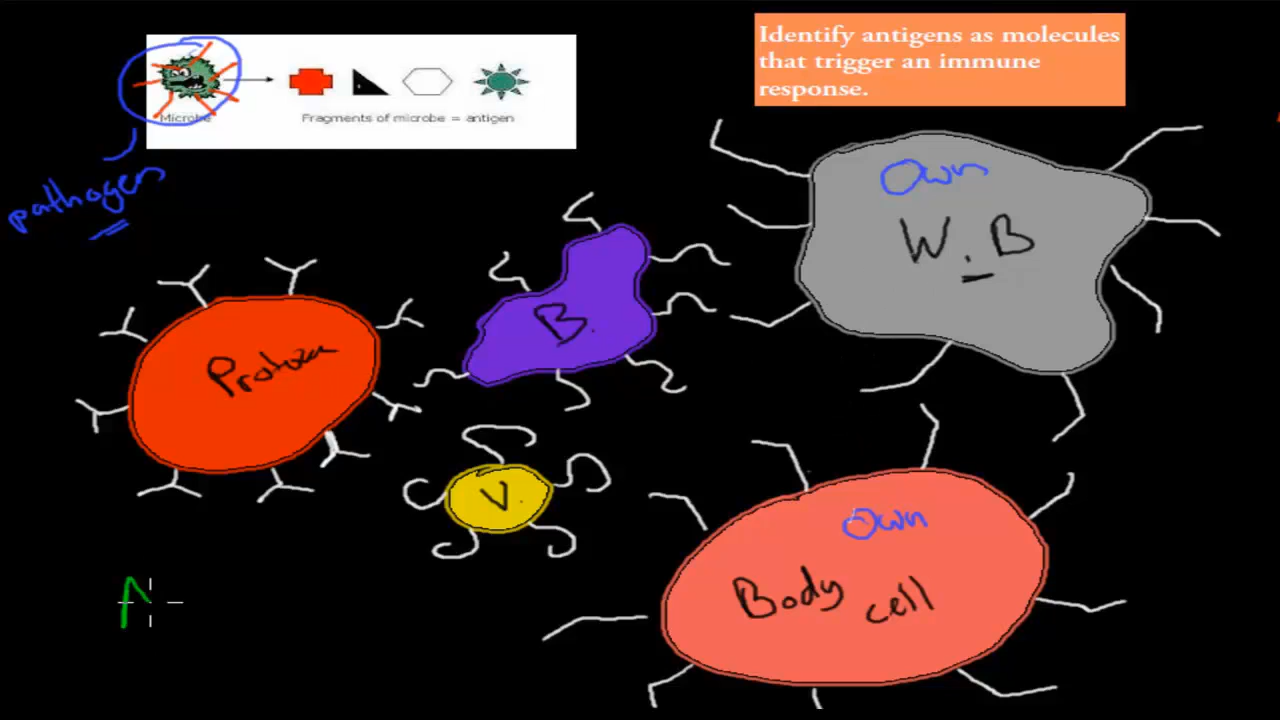 Identify antigens as molecules
that trigger an immune
response.
Microbe
Fragments of microbe = antigen
pathogen
Own
W.B
B.
Protozoa
V.
Own
Body cell